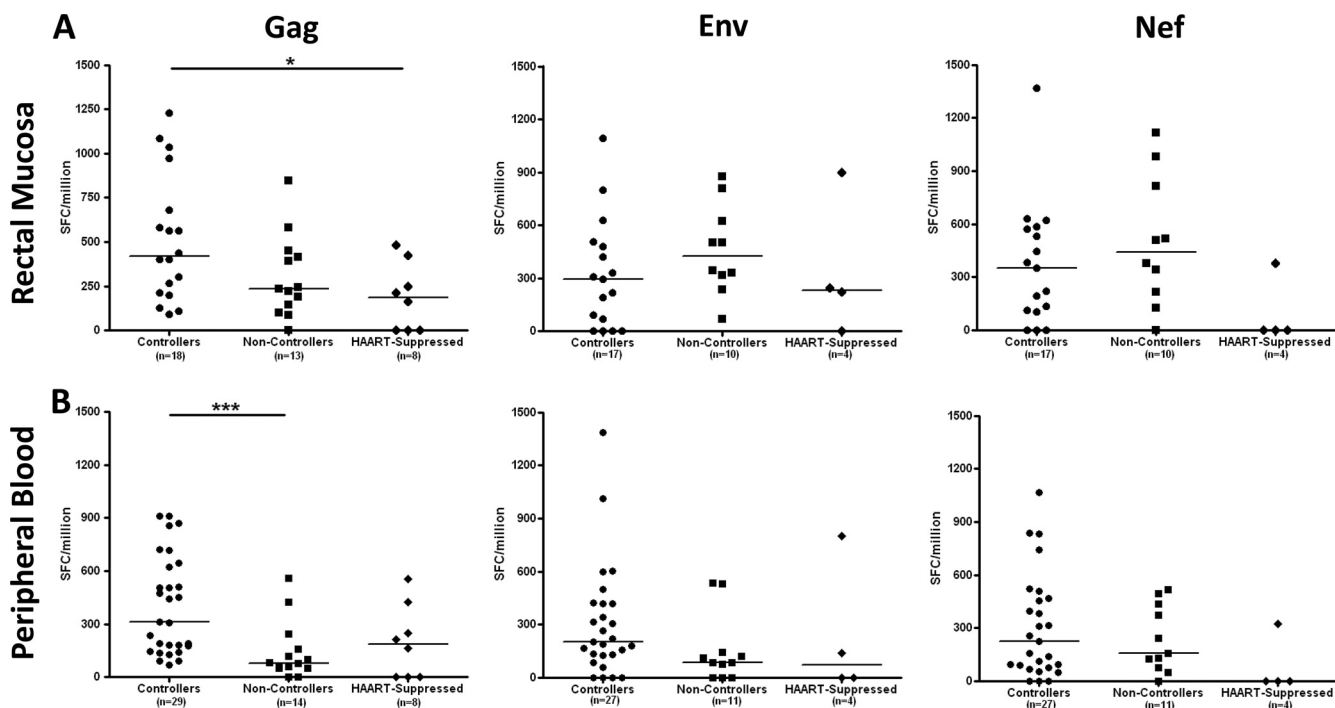 A
Gag
Env
Nef
Rectal Mucosa
SFC/million
1500
1250
1000
750
500
250
0
*
Controllers
(n=18)
Non-Controllers
(n=13)
HAART-Suppressed
(n=8)
SFC/million
1500
1200
900
600
300
0
Controllers
(n=17)
Non-Controllers
(n=10)
HAART-Suppressed
(n=4)
SFC/million
1500
1200
900
600
300
0
Controllers
(n=17)
Non-Controllers
(n=10)
HAART-Suppressed
(n=4)
B
Peripheral Blood
SFC/million
1500
1200
900
600
300
0
***
Controllers
(n=29)
Non-Controllers
(n=14)
HAART-Suppressed
(n=8)
SFC/million
1500
1200
900
600
300
0
Controllers
(n=27)
Non-Controllers
(n=11)
HAART-Suppressed
(n=4)
SFC/million
1500
1200
900
600
300
0
Controllers
(n=27)
Non-Controllers
(n=11)
HAART-Suppressed
(n=4)